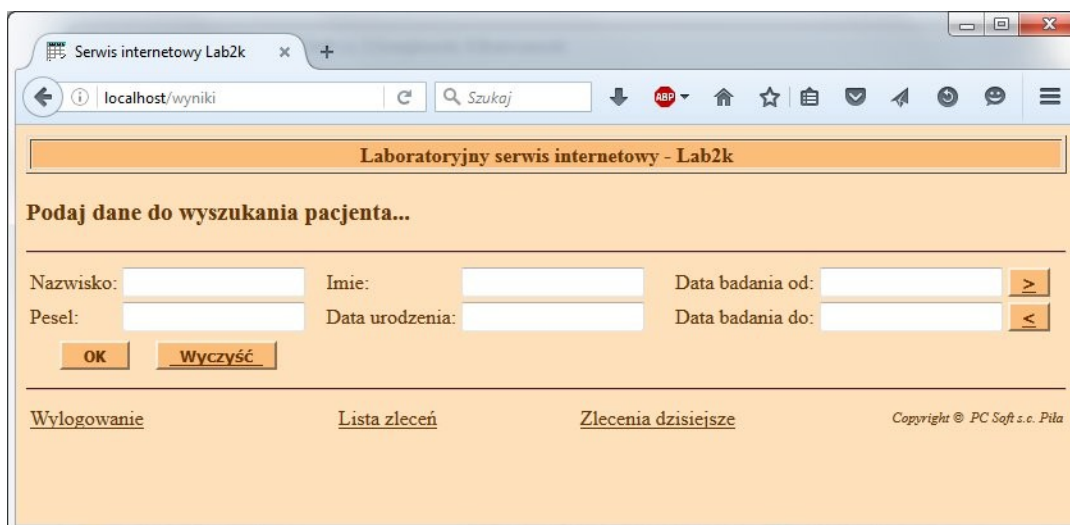 Serwis internetowy Lab2k
localhost/wyniki
Szukaj
ABP
Laboratoryjny serwis internetowy - Lab2k
Podaj dane do wyszukania pacjenta...
Nazwisko: Imie: Data badania od: >
Pesel: Data urodzenia: Data badania do: <
OK Wyczyść
Wylogowanie Lista zleceń Zlecenia dzisiejsze Copyright © PC Soft s.c. Piła